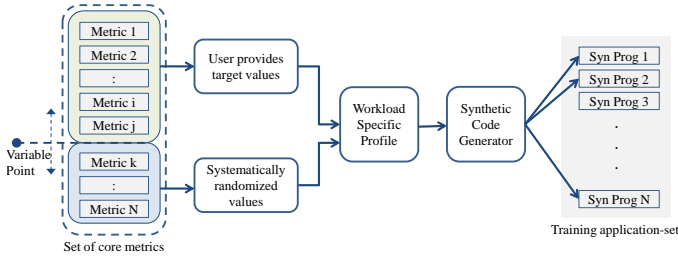 Metric 1
Metric 2
:
Metric i
Metric j
Variable
Point
Metric k
:
Metric N
Set of core metrics
User provides
target values
Systematically
randomized
values
Workload
Specific
Profile
Synthetic
Code
Generator
Syn Prog 1
Syn Prog 2
Syn Prog 3
.
.
.
Syn Prog N
Training application-set